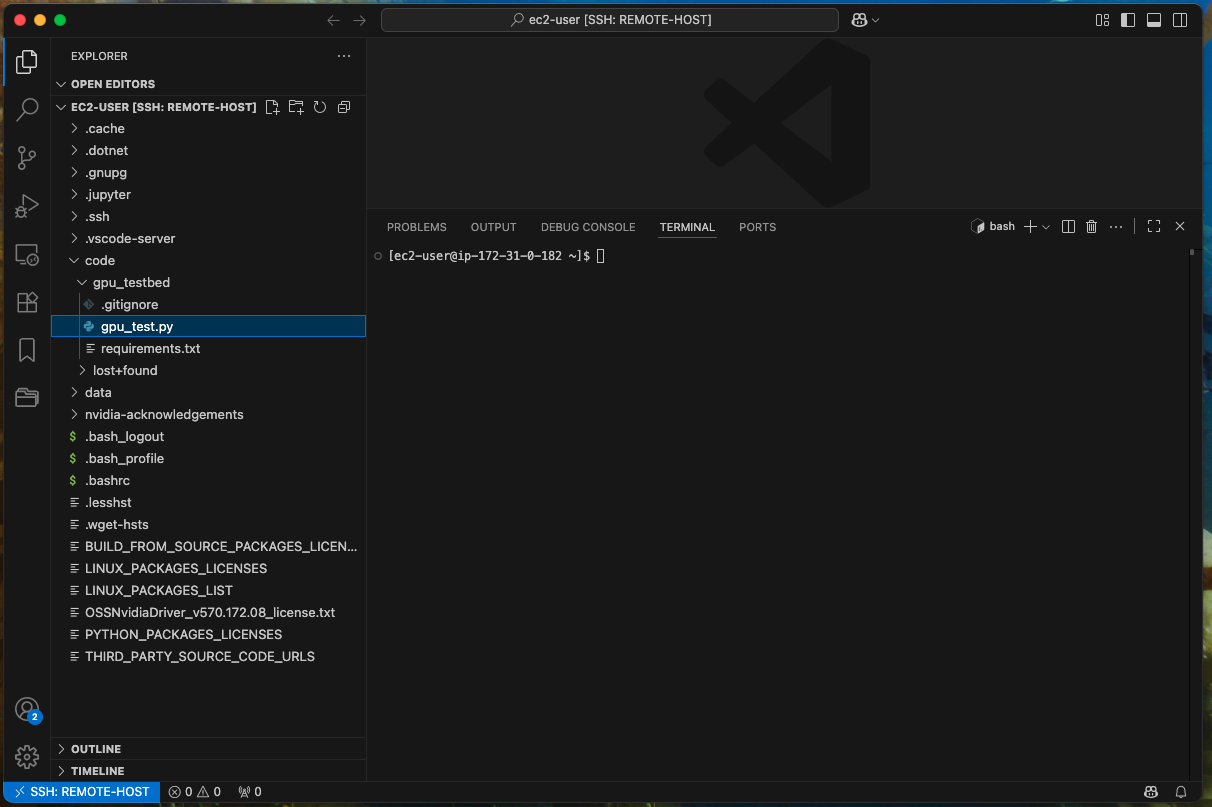 ec2-user [SSH: REMOTE-HOST]
EXPLORER
OPEN EDITORS
EC2-USER [SSH: REMOTE-HOST]
.cache
.dotnet
.gnupg
.jupyter
.ssh
.vscode-server
code
gpu_testbed
.gitignore
gpu_test.py
requirements.txt
lost+found
data
nvidia-acknowledgements
$ .bash_logout
$ .bash_profile
$ .bashrc
.lesshst
.wget-hsts
BUILD_FROM_SOURCE_PACKAGES_LICEN...
LINUX_PACKAGES_LICENSES
LINUX_PACKAGES_LIST
OSSNvidiaDriver_v570.172.08_license.txt
PYTHON_PACKAGES_LICENSES
THIRD_PARTY_SOURCE_CODE_URLS
2
OUTLINE
TIMELINE
PROBLEMS OUTPUT DEBUG CONSOLE TERMINAL PORTS bash
[ec2-user@ip-172-31-0-182 ~]$
SSH: REMOTE-HOST 0 0 0